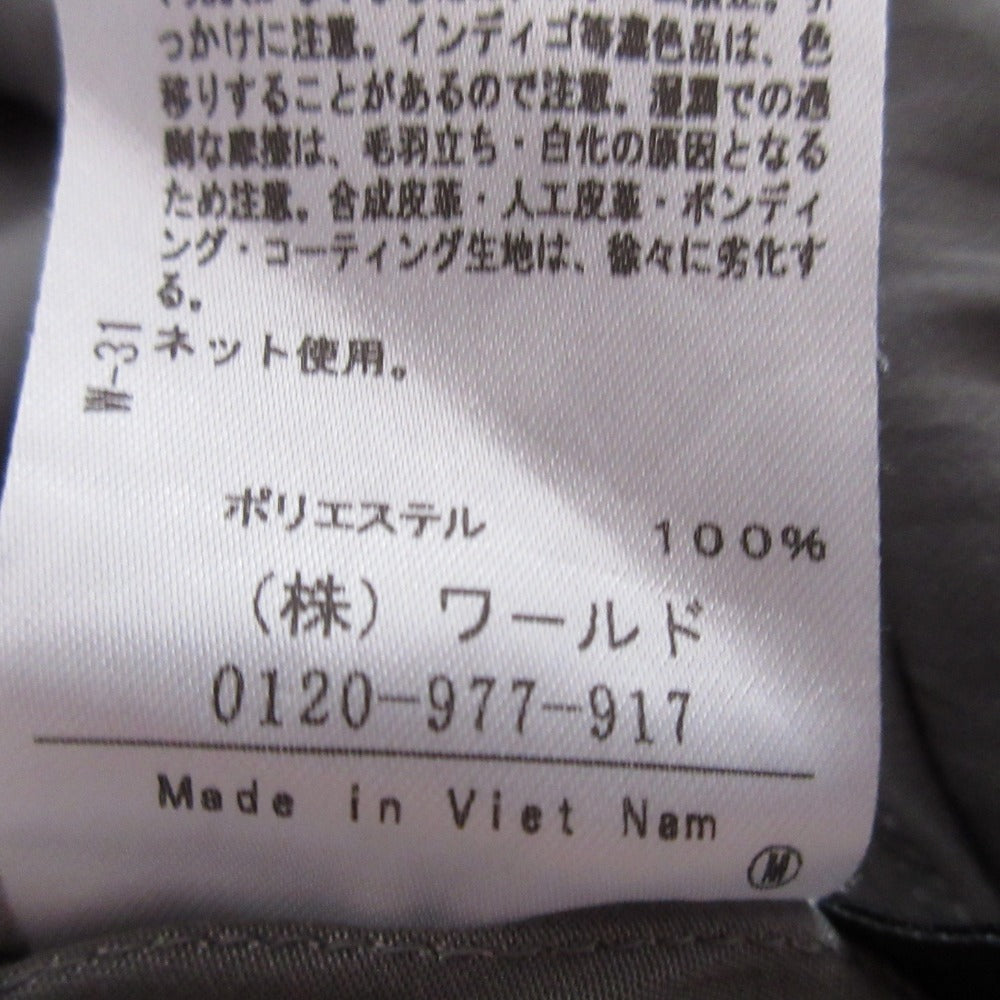 っかけに注意。インディゴ等濃色品は、色
移りすることがあるので注意。湿潤での過
剰な摩擦は、毛羽立ち・白化の原因となる
ため注意。合成皮革・人工皮革・ボンディ
ング・コーティング生地は、徐々に劣化す
る。
ネット使用。
W-31
ポリエステル 100%
(株) ワールド
0120-977-917
Made in Viet Nam
M